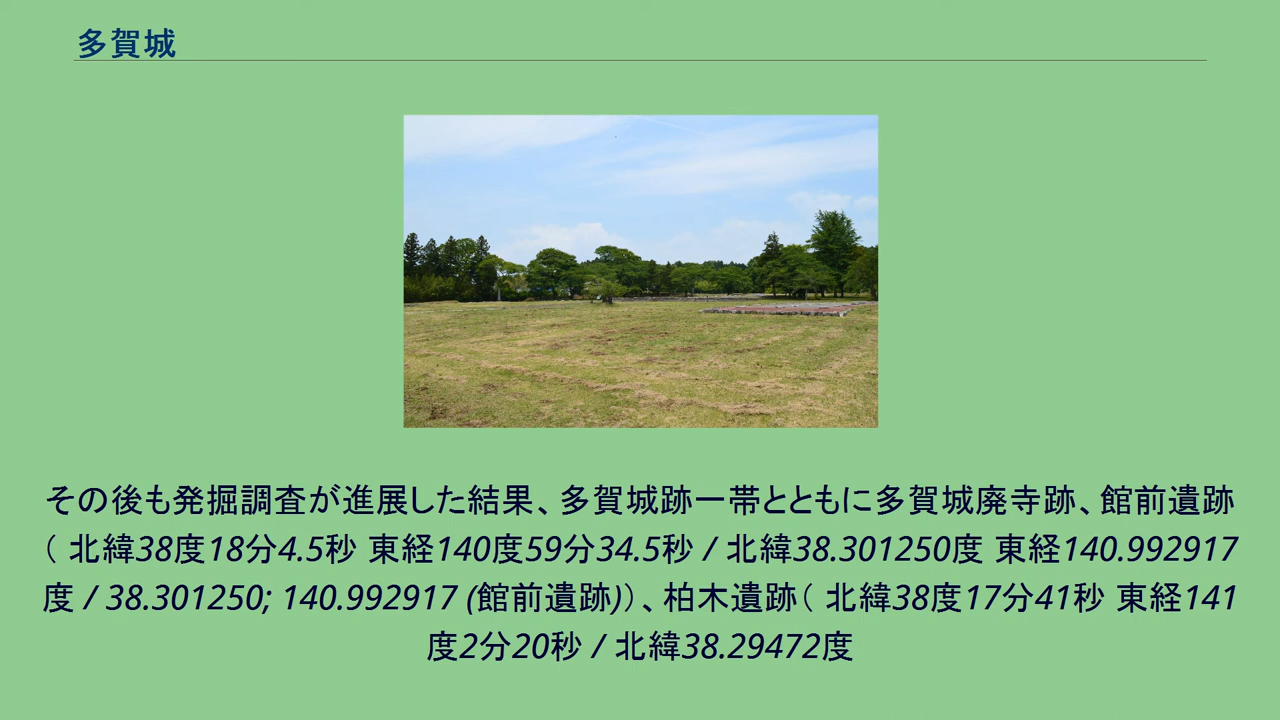 多賀城
その後も発掘調査が進展した結果、多賀城跡一帯とともに多賀城廃寺跡、館前遺跡
（ 北緯38度18分4.5秒 東経140度59分34.5秒 / 北緯38.301250度 東経140.992917
度 / 38.301250; 140.992917 (館前遺跡)）、柏木遺跡（ 北緯38度17分41秒 東経141
度2分20秒 / 北緯38.29472度